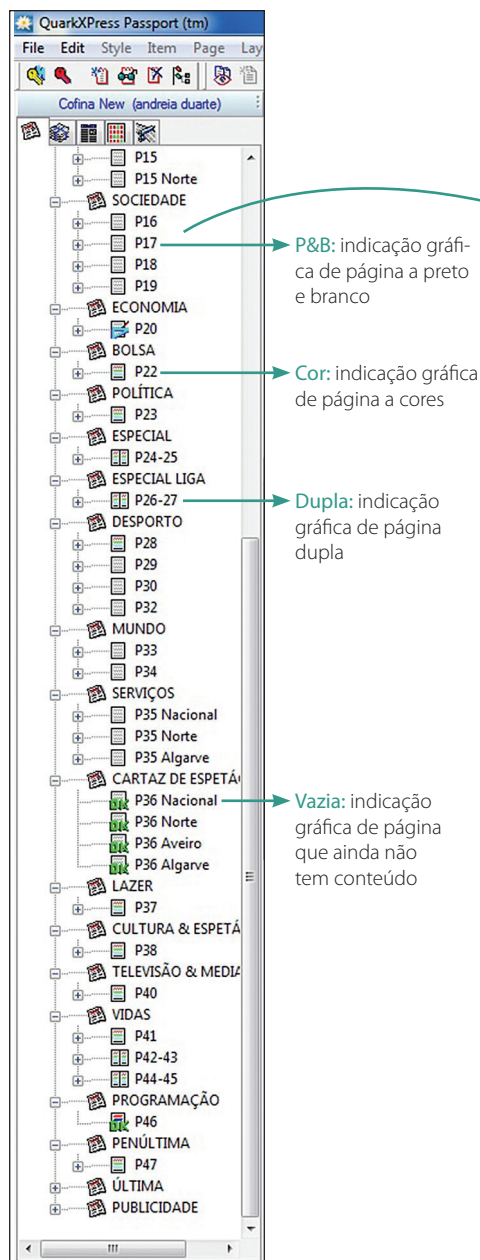 QuarkXPress Passport (tm)
File Edit Style Item Page Lay
Cofina New (andreia duarte)
P15
P15 Norte
SOCIEDADE
P16
P17
P18
P19
ECONOMIA
P20
BOLSA
P22
POLÍTICA
P23
ESPECIAL
P24-25
ESPECIAL LIGA
P26-27
DESPORTO
P28
P29
P30
P32
MUNDO
P33
P34
SERVIÇOS
P35 Nacional
P35 Norte
P35 Algarve
CARTAZ DE ESPETÁ
P36 Nacional
P36 Norte
P36 Aveiro
P36 Algarve
LAZER
P37
CULTURA & ESPETÁ
P38
TELEVISÃO & MEDIA
P40
VIDAS
P41
P42-43
P44-45
PROGRAMAÇÃO
P46
PENÚLTIMA
P47
ÚLTIMA
PUBLICIDADE
P&B: indicação gráfi-
ca de página a preto
e branco
Cor: indicação gráfica
de página a cores
Dupla: indicação
gráfica de página
dupla
Vazia: indicação
gráfica de página
que ainda não
tem conteúdo